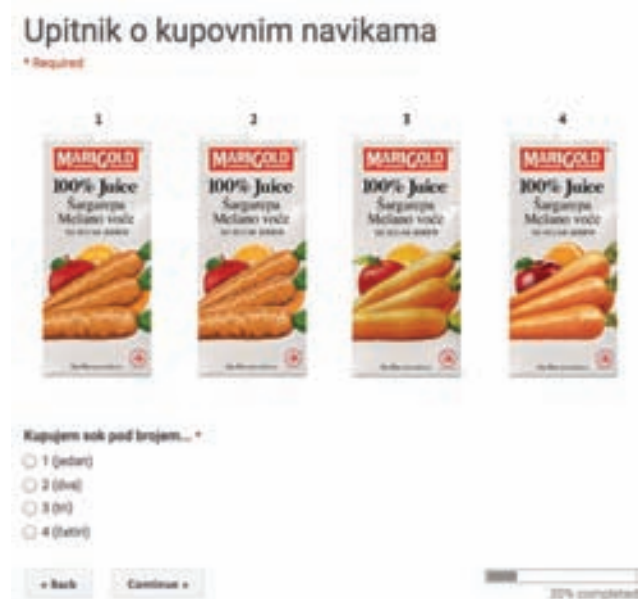 Upitnik o kupovnim navikama
* Required
1 2 3 4
MARIGOLD MARIGOLD MARIGOLD MARIGOLD
100% Juice 100% Juice 100% Juice 100% Juice
Šargarepa Šargarepa Šargarepa Šargarepa
Mešano voće Mešano voće Mešano voće Mešano voće
Kupujem sok pod brojem... *
1 (jedan)
2 (dva)
3 (tri)
4 (četiri)
« Back Continue »
20% completed